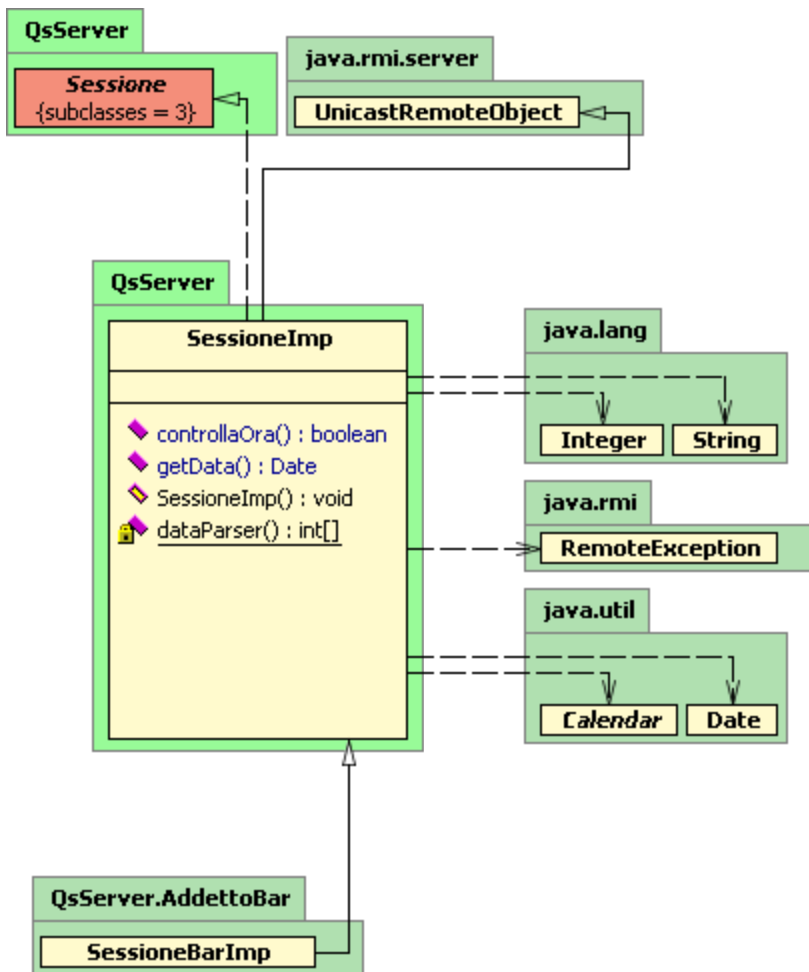 QsServer
Sessione
{subclasses = 3}
java.rmi.server
UnicastRemoteObject
QsServer
SessioneImp
controllaOra() : boolean
getData() : Date
SessioneImp() : void
dataParser() : int[]
java.lang
Integer
String
java.rmi
RemoteException
java.util
Calendar
Date
QsServer.AddettoBar
SessioneBarImp